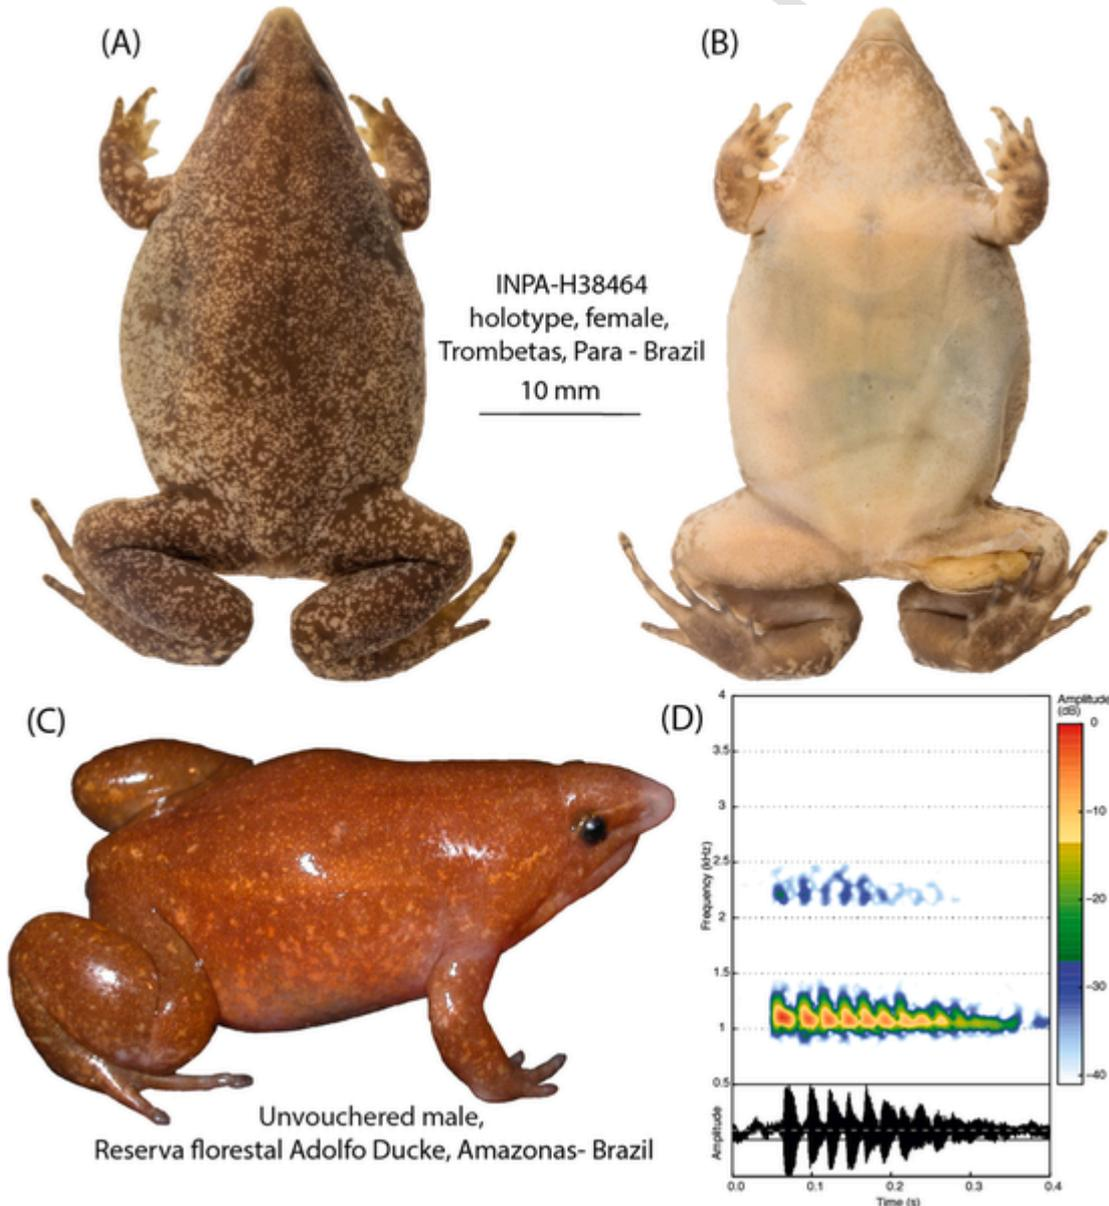 (A)
(B)
INPA-H38464
holotype, female,
Trombetas, Para - Brazil
10 mm
(C)
(D)
Unvouchered male,
Reserva florestal Adolfo Ducke, Amazonas- Brazil
4
3.5
3
2.5
2
1.5
1
0.5
Frequency (kHz)
Amplitude
(dB)
0
-10
-20
-30
-40
Amplitude
0.0
0.1
0.2
0.3
0.4
Time (s)